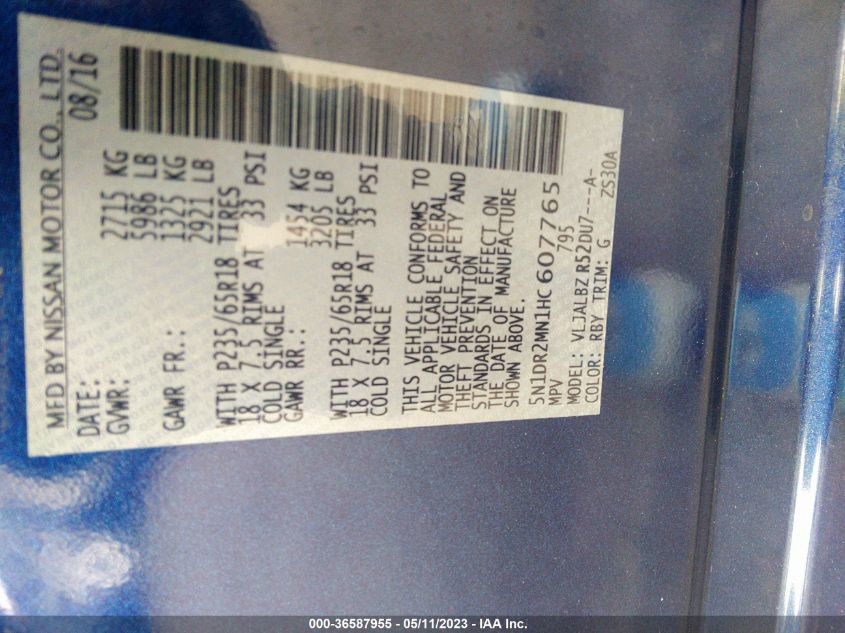 MFD BY NISSAN MOTOR CO., LTD.
DATE: 08/16
GVWR: 2715 KG
5986 LB
GAWR FR.: 1325 KG
2921 LB
WITH P235/65R18 TIRES
18 X 7.5 RIMS AT 33 PSI
COLD SINGLE
GAWR RR.: 1454 KG
3205 LB
WITH P235/65R18 TIRES
18 X 7.5 RIMS AT 33 PSI
COLD SINGLE
THIS VEHICLE CONFORMS TO
ALL APPLICABLE FEDERAL
MOTOR VEHICLE SAFETY AND
THEFT PREVENTION
STANDARDS IN EFFECT ON
THE DATE OF MANUFACTURE
SHOWN ABOVE.
5N1DR2MN1HC607765
MPV 795
MODEL: VLJALBZ R52DU7---A-
COLOR: RBY TRIM: G ZS30A
000-36587955 - 05/11/2023 - IAA Inc.